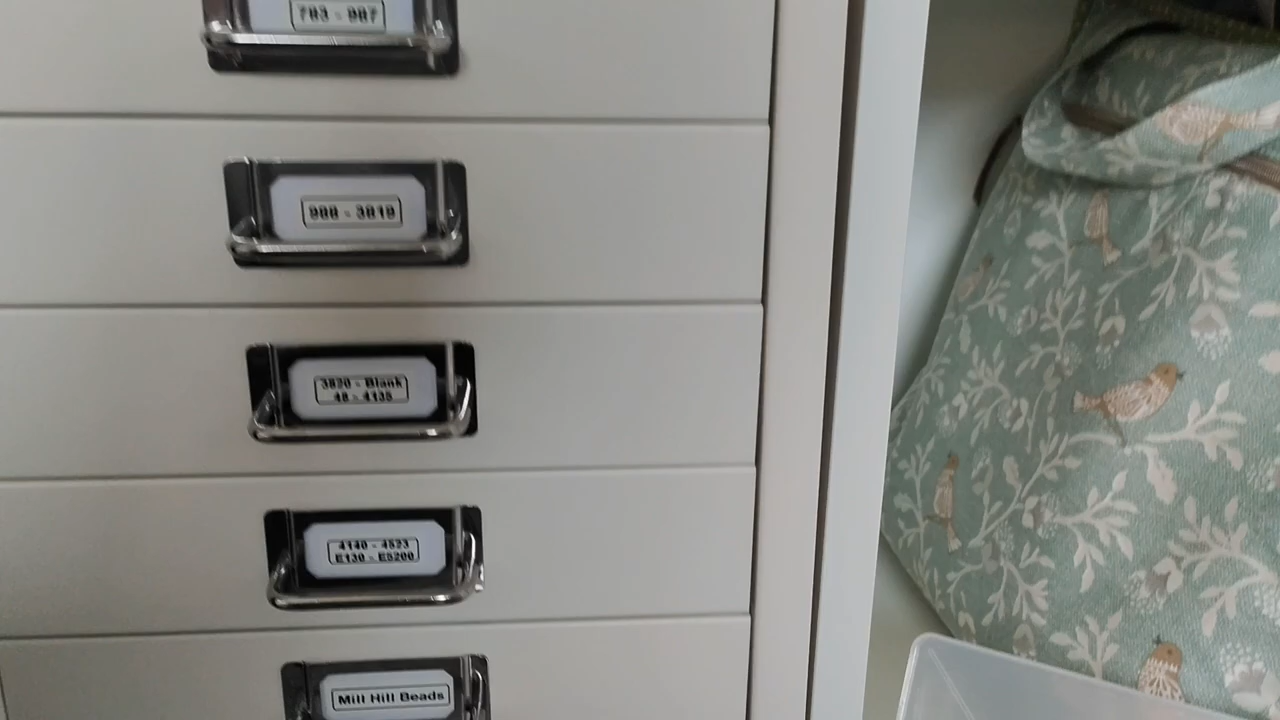 783 - 987
988 - 3819
3820 - Blank
48 - 4135
4140 - 4523
E130 - E5200
Mill Hill Beads